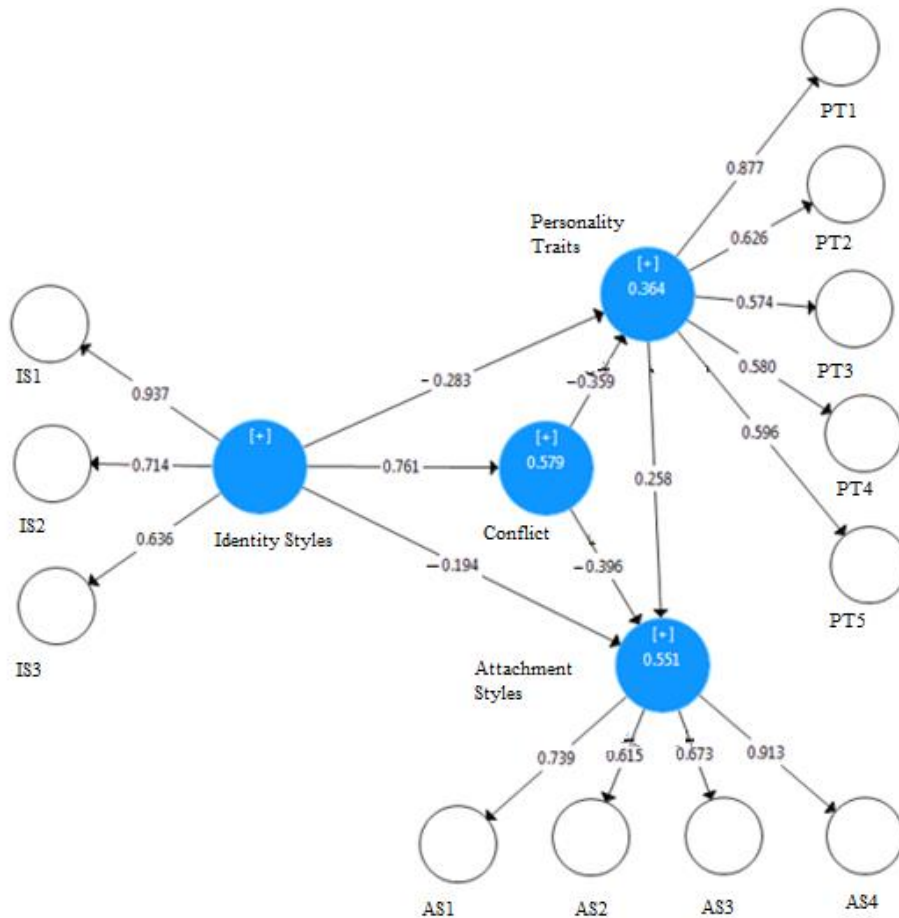 PT1
0.877
Personality
Traits
PT2
0.626
[+]
0.364
0.574
PT3
IS1
0.937
−0.283
−0.359
0.580
PT4
0.596
[+]
[+]
0.714
0.761
0.579
0.258
IS2
Identity Styles
Conflict
0.636
−0.194
−0.396
PT5
IS3
[+]
0.551
Attachment
Styles
0.739
0.615
0.673
0.913
AS1
AS2
AS3
AS4